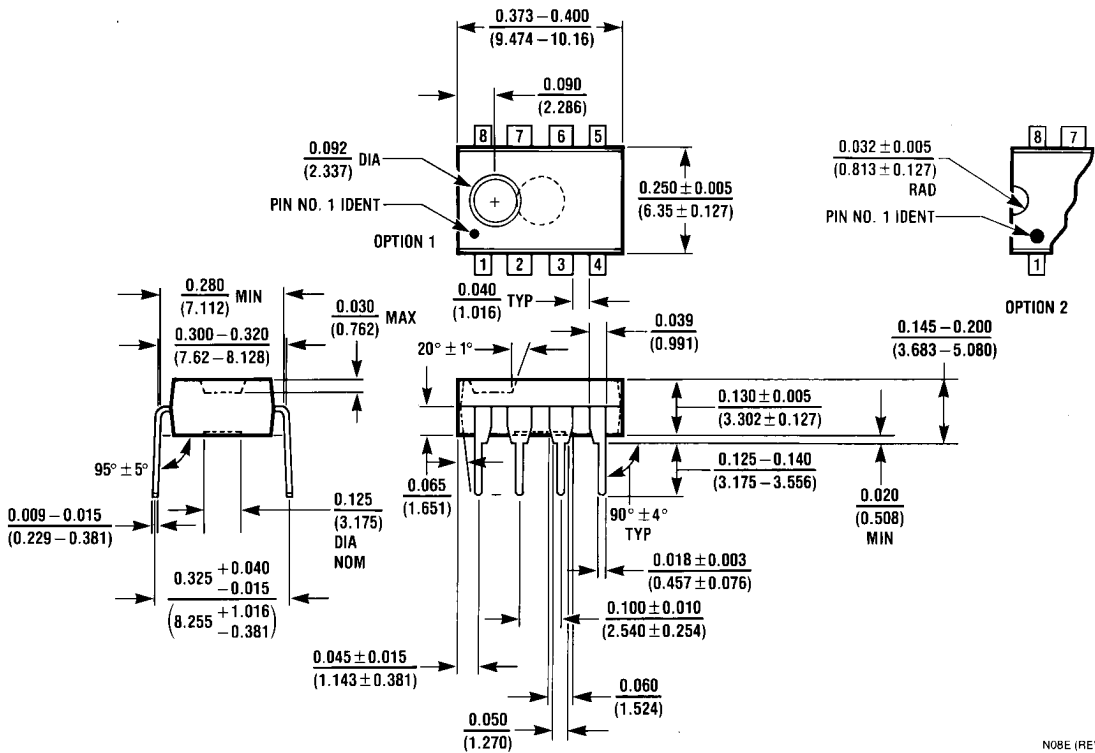 0.373 – 0.400
(9.474 – 10.16)
0.090
(2.286)
8 7 6 5
0.092 DIA
(2.337)
PIN NO. 1 IDENT
OPTION 1
0.250 ± 0.005
(6.35 ± 0.127)
1 2 3 4
8 7
0.032 ± 0.005
(0.813 ± 0.127)
RAD
PIN NO. 1 IDENT
1
OPTION 2
0.280 MIN
(7.112)
0.030 MAX
(0.762)
0.300 – 0.320
(7.62 – 8.128)
0.040 TYP
(1.016)
0.039
(0.991)
0.145 – 0.200
(3.683 – 5.080)
20° ± 1°
0.130 ± 0.005
(3.302 ± 0.127)
95° ± 5°
0.065
(1.651)
0.125 – 0.140
(3.175 – 3.556)
0.125
(3.175)
DIA
NOM
90° ± 4°
TYP
0.020
(0.508)
MIN
0.009 – 0.015
(0.229 – 0.381)
0.018 ± 0.003
(0.457 ± 0.076)
0.325 +0.040
–0.015
(8.255 +1.016
–0.381)
0.100 ± 0.010
(2.540 ± 0.254)
0.045 ± 0.015
(1.143 ± 0.381)
0.060
(1.524)
0.050
(1.270)
N08E (RE